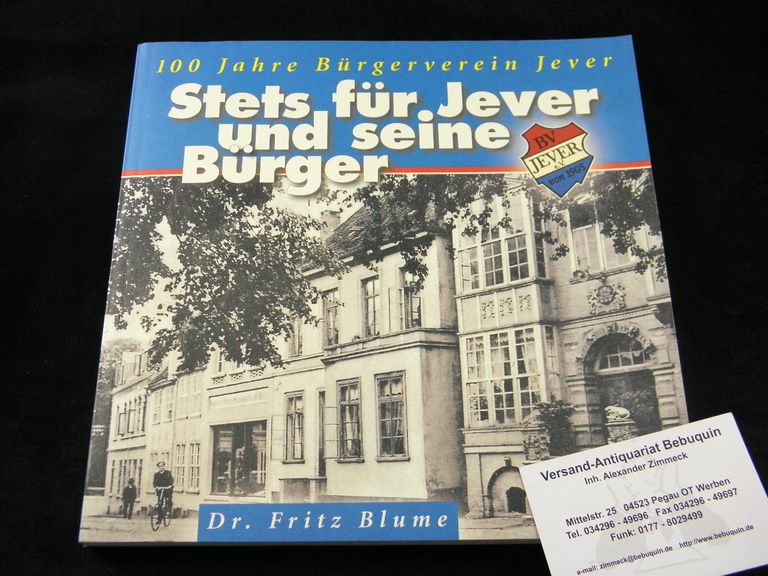 100 Jahre Bürgerverein Jever
Stets für Jever
und seine
Bürger
BV
JEVER
e.V.
von 1905
Dr. Fritz Blume
Versand-Antiquariat Bebuquin
Inh. Alexander Zimmeck
Mittelstr. 25 04523 Pegau OT Werben
Tel. 034296 - 49696 Fax 034296 - 49697
Funk: 0177 - 8029499
e-mail: zimmeck@bebuquin.de http://www.bebuquin.de